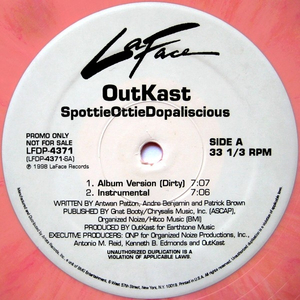 LaFace
OutKast
SpottieOttieDopaliscious
PROMO ONLY
NOT FOR SALE
LFDP-4371
(LFDP-4371-SA)
℗ 1998 LaFace Records
SIDE A
33 1/3 RPM
1. Album Version (Dirty) 7:07
2. Instrumental 7:06
WRITTEN BY Antwan Patton, Andre Benjamin and Patrick Brown
PUBLISHED BY Gnat Booty/Chrysalis Music, Inc. (ASCAP),
Organized Noize/Hitco Music (BMI)
PRODUCED BY OutKast for Earthtone Music
EXECUTIVE PRODUCERS: ONP for Organized Noize Productions, Inc.,
Antonio M. Reid, Kenneth B. Edmonds and OutKast
UNAUTHORIZED DUPLICATION IS A
VIOLATION OF APPLICABLE LAWS.